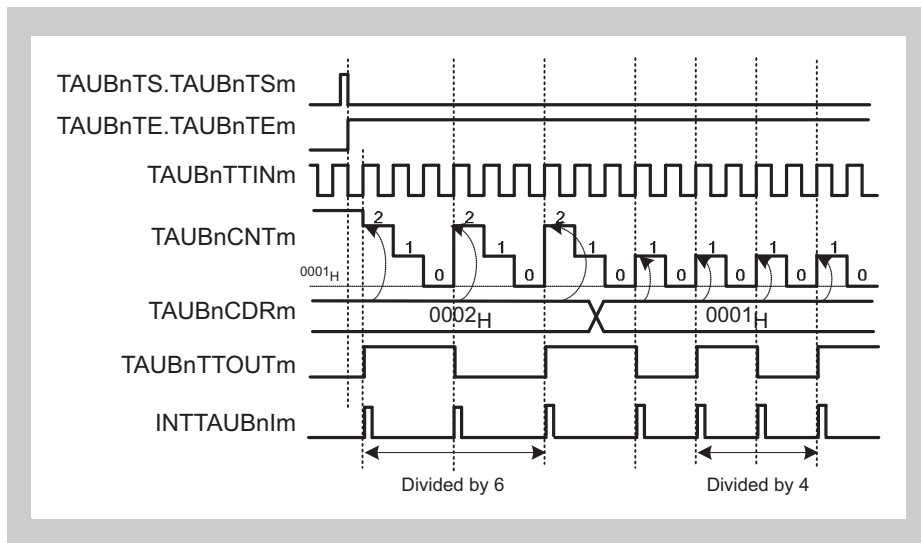 TAUBnTS.TAUBnTSm
TAUBnTE.TAUBnTEm
TAUBnTTINm
TAUBnCNTm
2 1 0 2 1 0 2 1 0 1 0 1 0 1 0 1 0
0001H
TAUBnCDRm
0002H 0001H
TAUBnTTOUTm
INTTAUBnIm
Divided by 6 Divided by 4